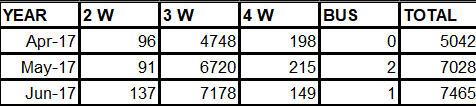 YEAR 2 W 3 W 4 W BUS TOTAL
Apr-17 96 4748 198 0 5042
May-17 91 6720 215 2 7028
Jun-17 137 7178 149 1 7465